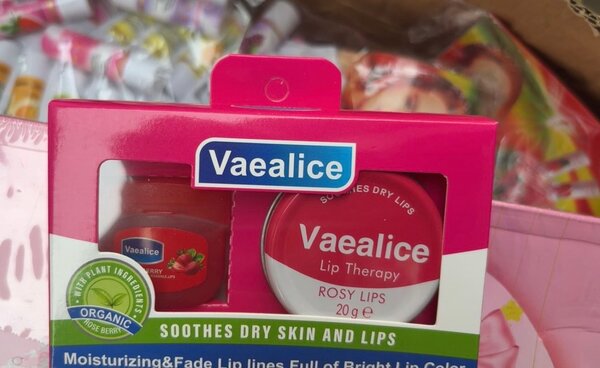 Vaealice
Vaealice
SOOTHES DRY LIPS
Vaealice
Lip Therapy
ROSY LIPS
20g e
WITH PLANT INGREDIENTS
ORGANIC
ROSE BERRY
SOOTHES DRY SKIN AND LIPS
Moisturizing&Fade Lip lines Full of Bright Lip Color